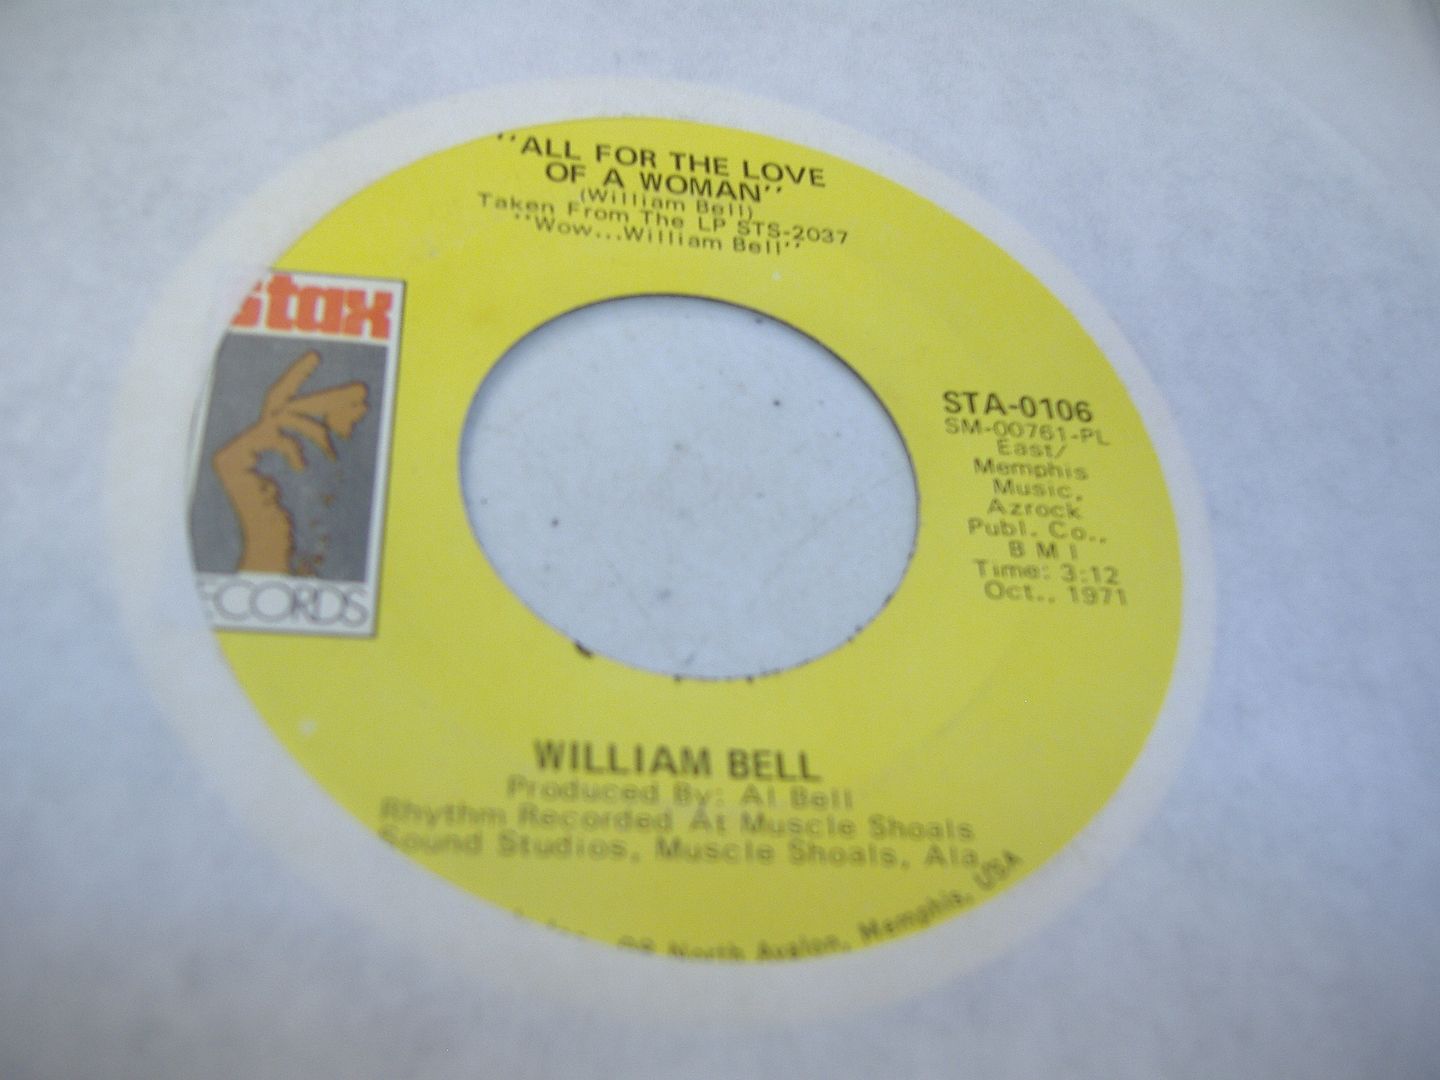 "ALL FOR THE LOVE
OF A WOMAN"
(William Bell)
Taken From The LP STS-2037
"Wow...William Bell"
stax
ECORDS
STA-0106
SM-00761-PL
East/
Memphis
Music,
Azrock
Publ. Co.,
B M I
Time: 3:12
Oct., 1971
WILLIAM BELL
Produced By: Al Bell
Rhythm Recorded At Muscle Shoals
Sound Studios, Muscle Shoals, Ala.
98 North Avalon, Memphis, USA